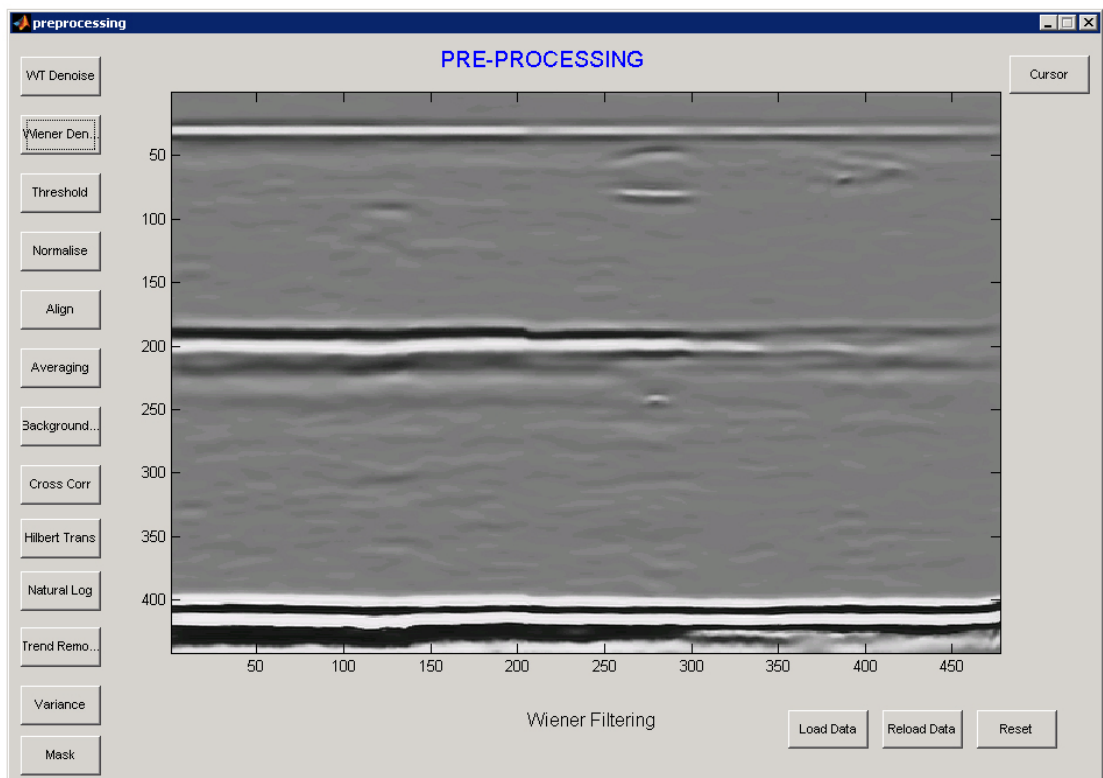 preprocessing
PRE-PROCESSING
WT Denoise
Wiener Den...
Threshold
Normalise
Align
Averaging
Background...
Cross Corr
Hilbert Trans
Natural Log
Trend Remo...
Variance
Mask
Cursor
50
100
150
200
250
300
350
400
50 100 150 200 250 300 350 400 450
Wiener Filtering
Load Data Reload Data Reset